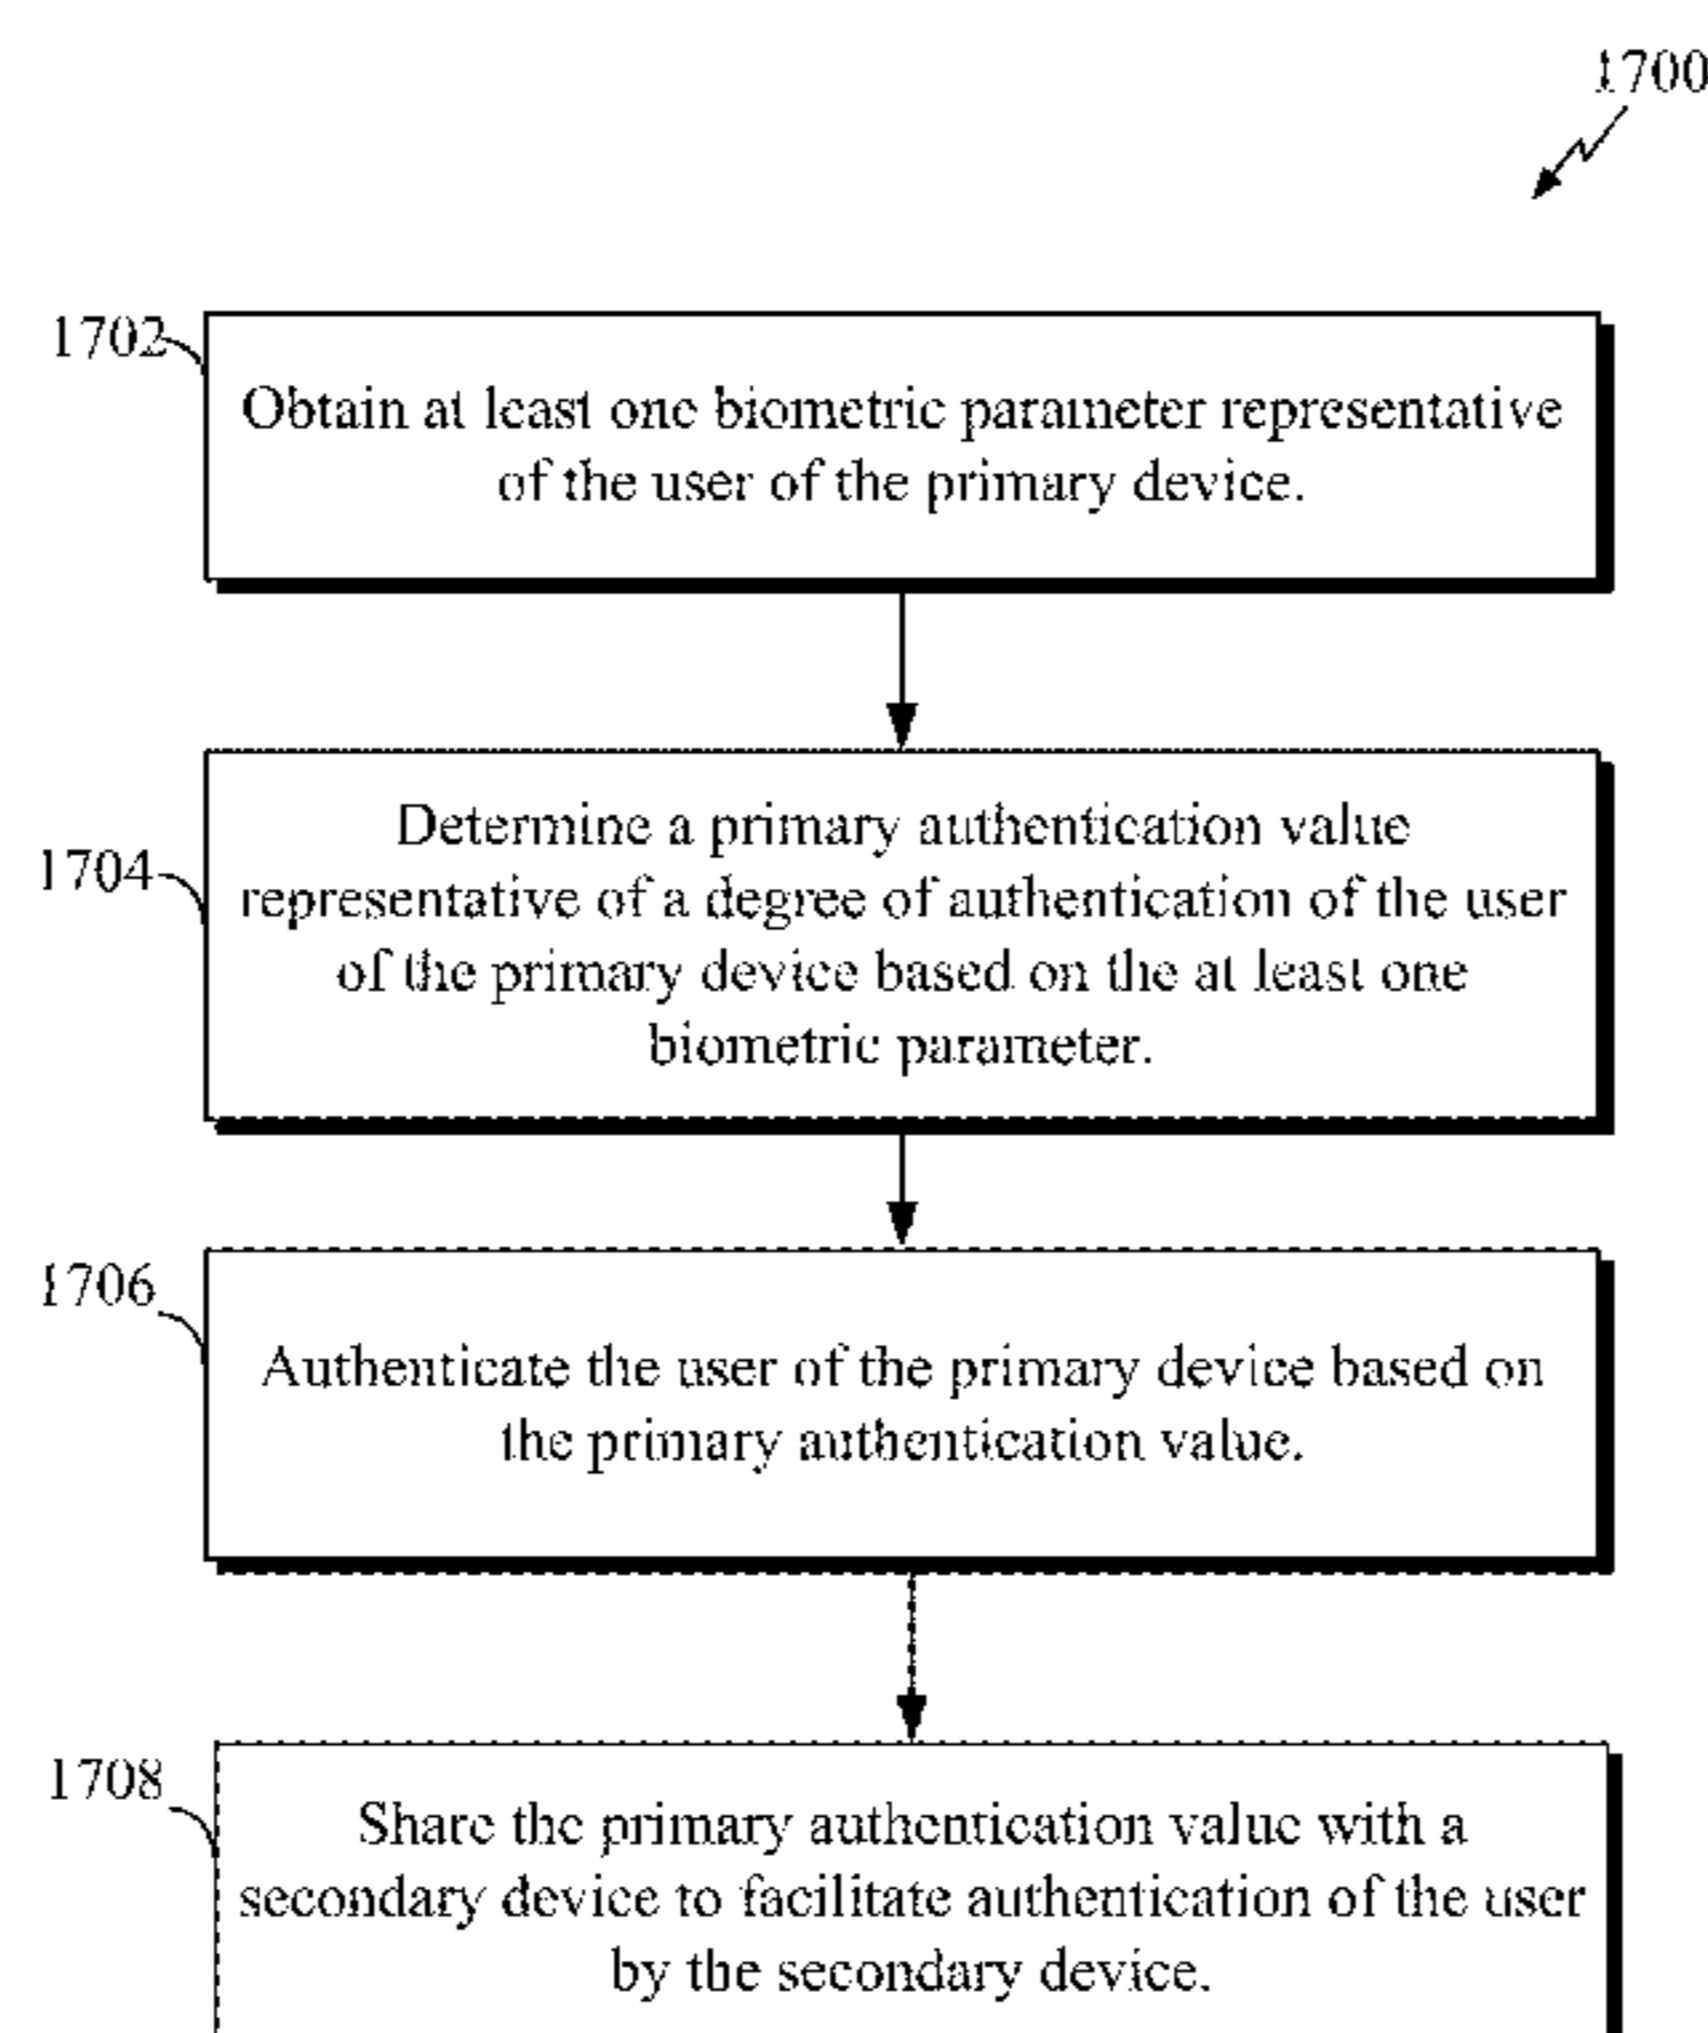 1700
1702
Obtain at least one biometric parameter representative
of the user of the primary device.
1704
Determine a primary authentication value
representative of a degree of authentication of the user
of the primary device based on the at least one
biometric parameter.
1706
Authenticate the user of the primary device based on
the primary authentication value.
1708
Share the primary authentication value with a
secondary device to facilitate authentication of the user
by the secondary device.